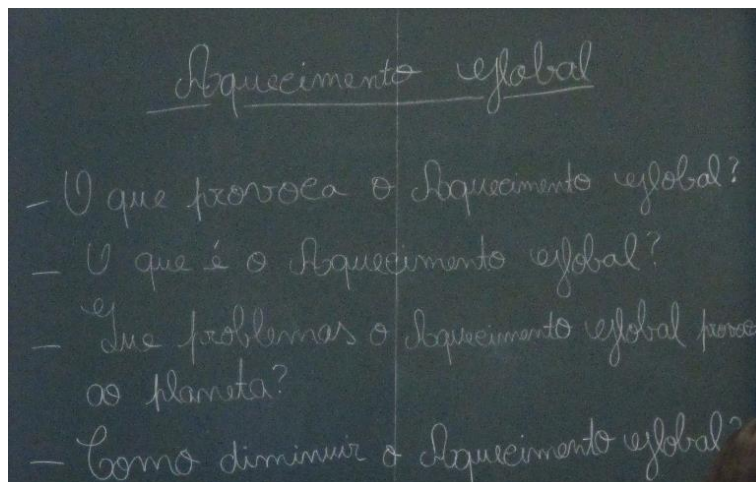 Aquecimento Global
- O que provoca o Aquecimento Global?
- O que é o Aquecimento Global?
- Que problemas o Aquecimento Global provoc
ao planeta?
- Como diminuir o Aquecimento Global?